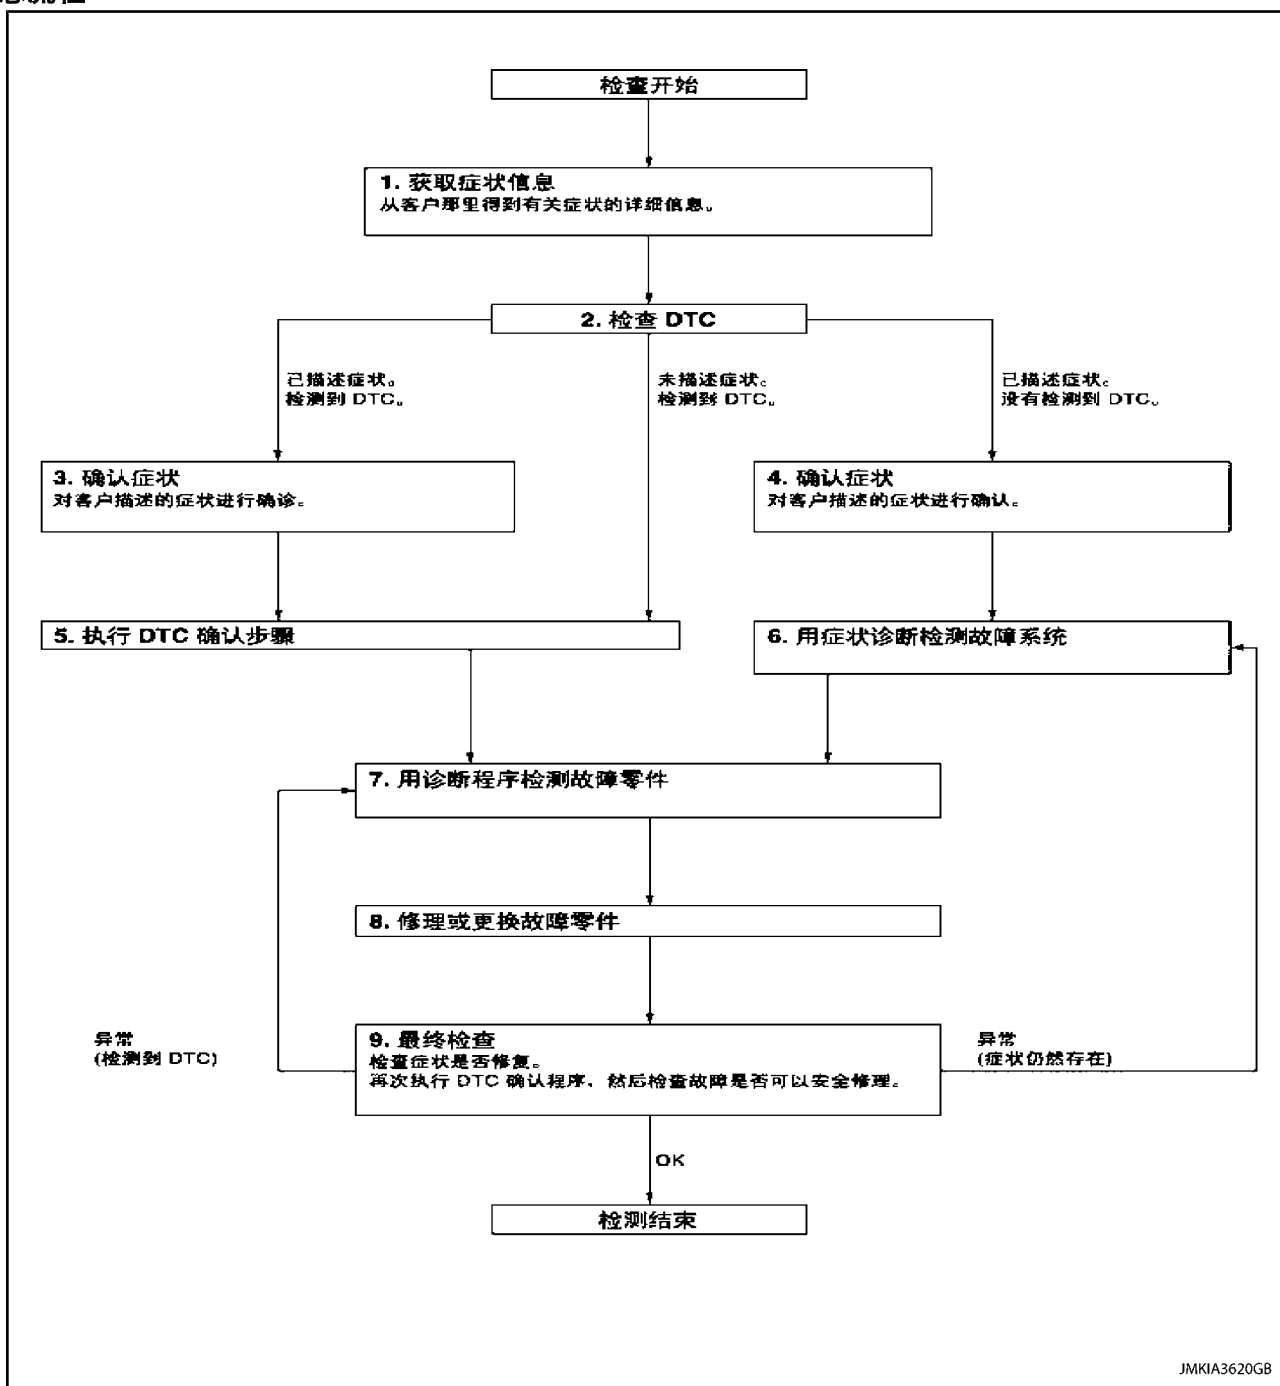 检查开始
1. 获取症状信息
从客户那里得到有关症状的详细信息。
2. 检查 DTC
已描述症状。
检测到 DTC。
未描述症状。
检测到 DTC。
已描述症状。
没有检测到 DTC。
3. 确认症状
对客户描述的症状进行确诊。
4. 确认症状
对客户描述的症状进行确认。
5. 执行 DTC 确认步骤
6. 用症状诊断检测故障系统
7. 用诊断程序检测故障零件
8. 修理或更换故障零件
异常
(检测到 DTC)
9. 最终检查
检查症状是否修复。
再次执行 DTC 确认程序、然后检查故障是否可以安全修理。
异常
(症状仍然存在)
OK
检测结束
JMKIA3620GB